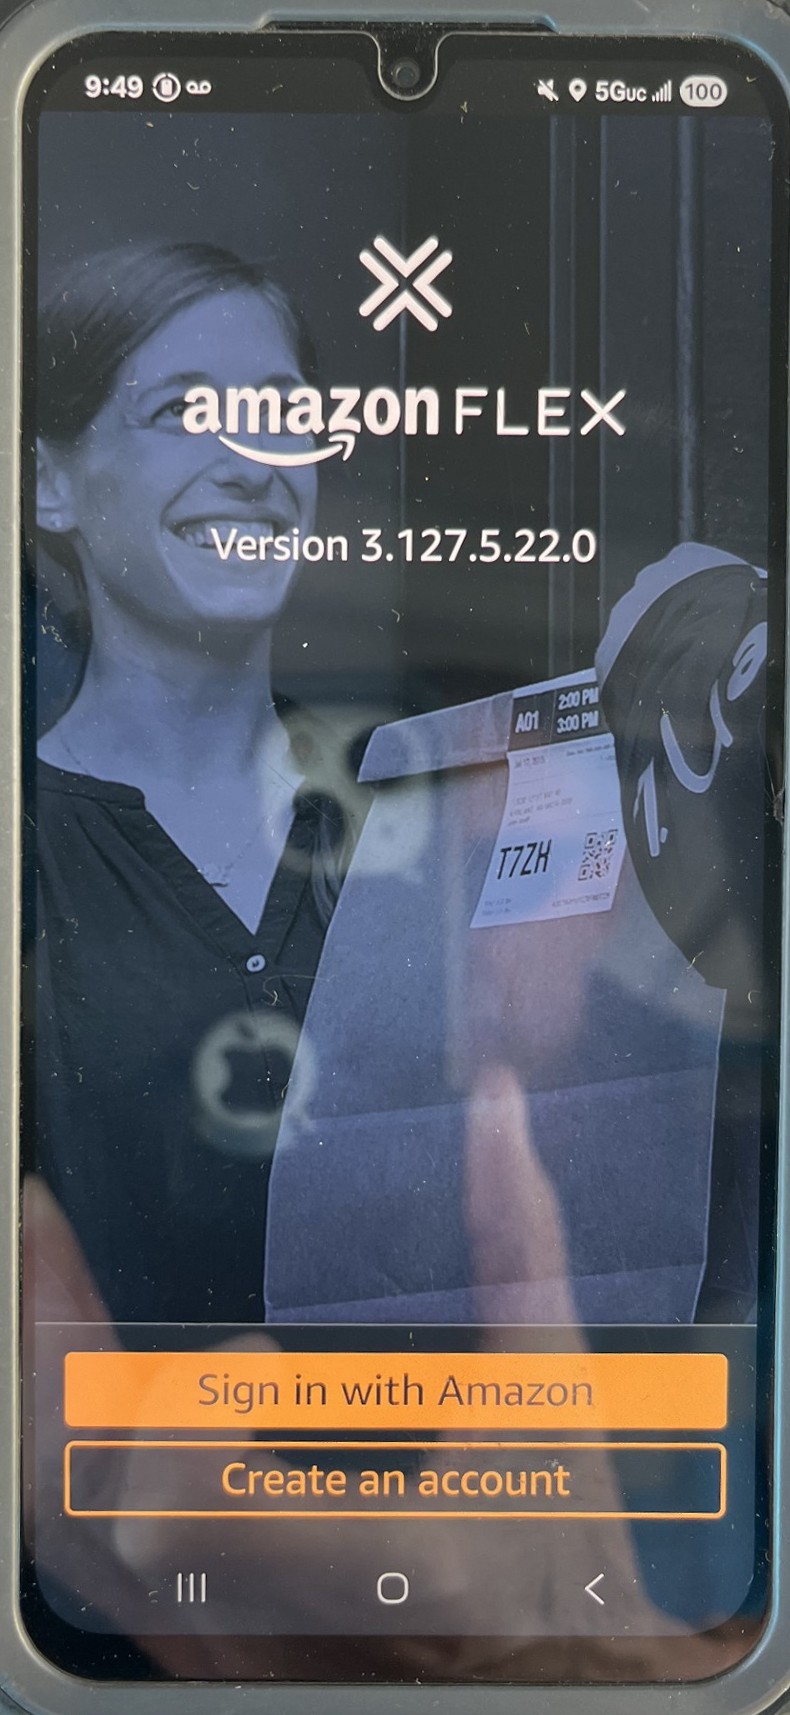 9:49
5GUC
100
amazon FLEX
Version 3.127.5.22.0
A01
2:00 PM
3:00 PM
T7ZH
Sign in with Amazon
Create an account